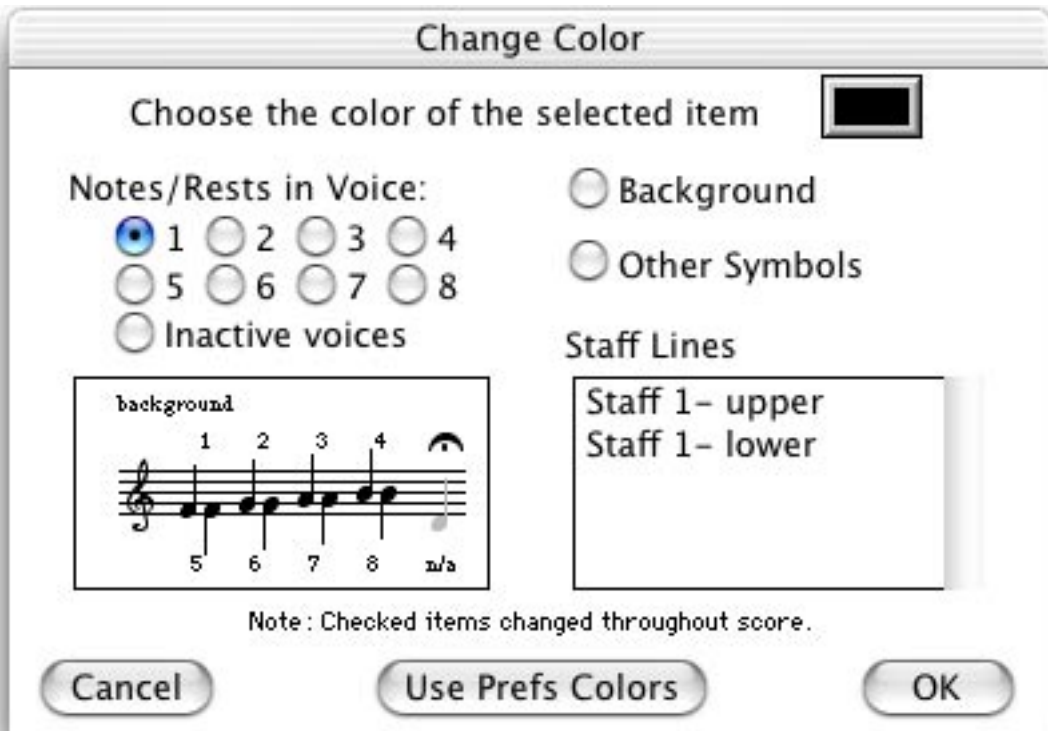 Change Color
Choose the color of the selected item
Notes/Rests in Voice:
1 2 3 4
5 6 7 8
Inactive voices
Background
Other Symbols
Staff Lines
Staff 1- upper
Staff 1- lower
background
1 2 3 4
5 6 7 8 n/a
Note: Checked items changed throughout score.
Cancel
Use Prefs Colors
OK